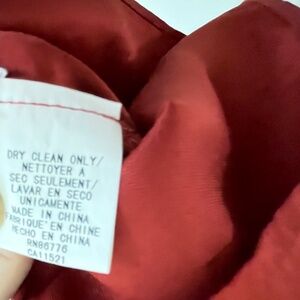 DRY CLEAN ONLY/
NETTOYER A
SEC SEULEMENT/
LAVAR EN SECO
UNICAMENTE
MADE IN CHINA
FABRIQUE'EN CHINE
HECHO EN CHINA
RN86776
CA11521